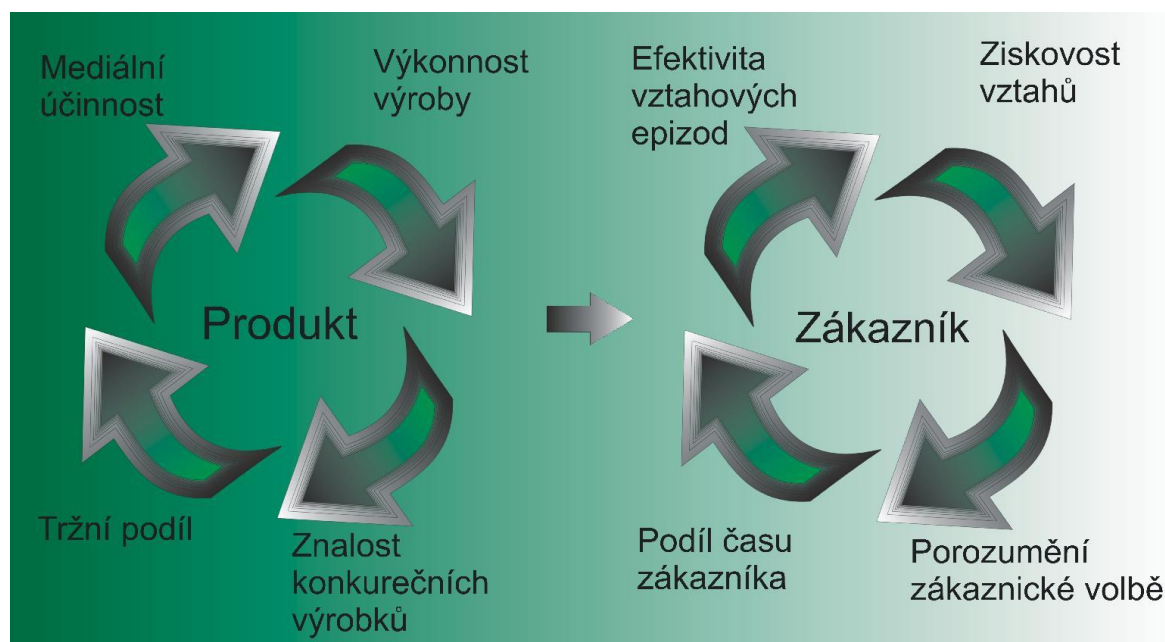 Mediální
účinnost
Výkonnost
výroby
Produkt
Tržní podíl
Znalost
konkurečních
výrobků
Efektivita
vztahových
epizod
Ziskovost
vztahů
Zákazník
Podíl času
zákazníka
Porozumění
zákaznické volbě